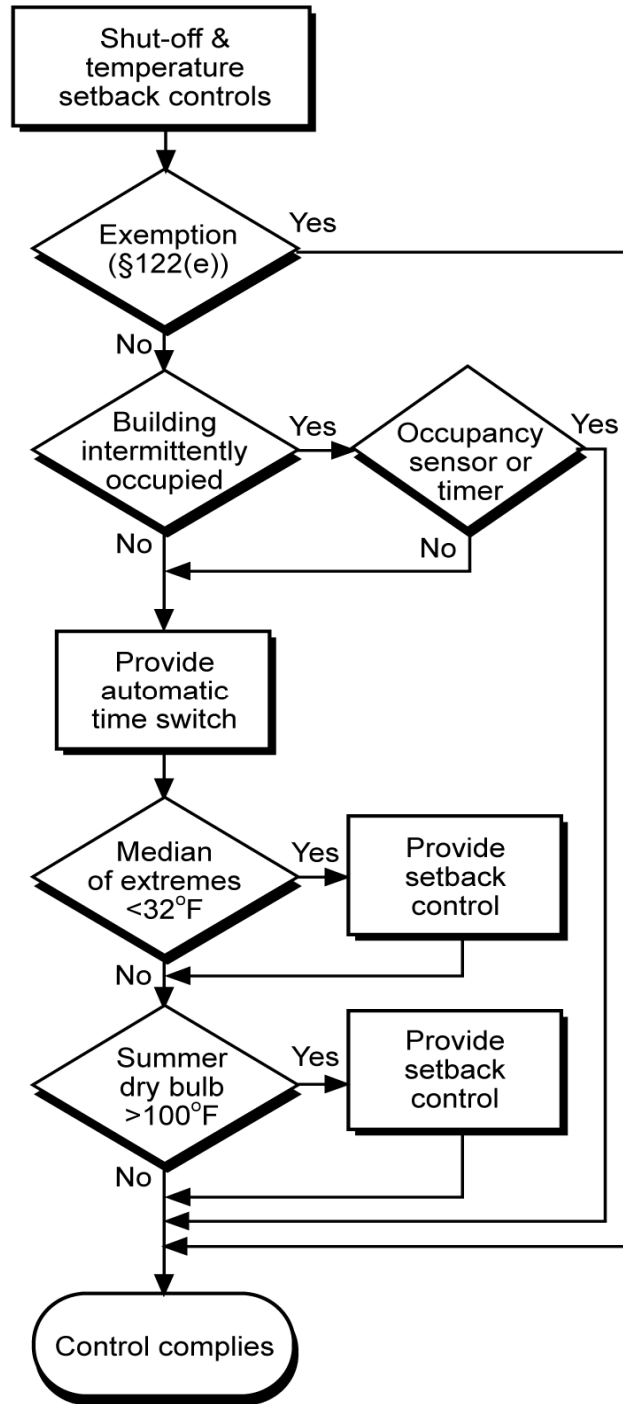 Shut-off &
temperature
setback controls
Exemption
(§122(e))
Yes
No
Building
intermittently
occupied
Yes
Occupancy
sensor or
timer
Yes
No
No
Provide
automatic
time switch
Median
of extremes
<32°F
Yes
Provide
setback
control
No
Summer
dry bulb
>100°F
Yes
Provide
setback
control
No
Control complies